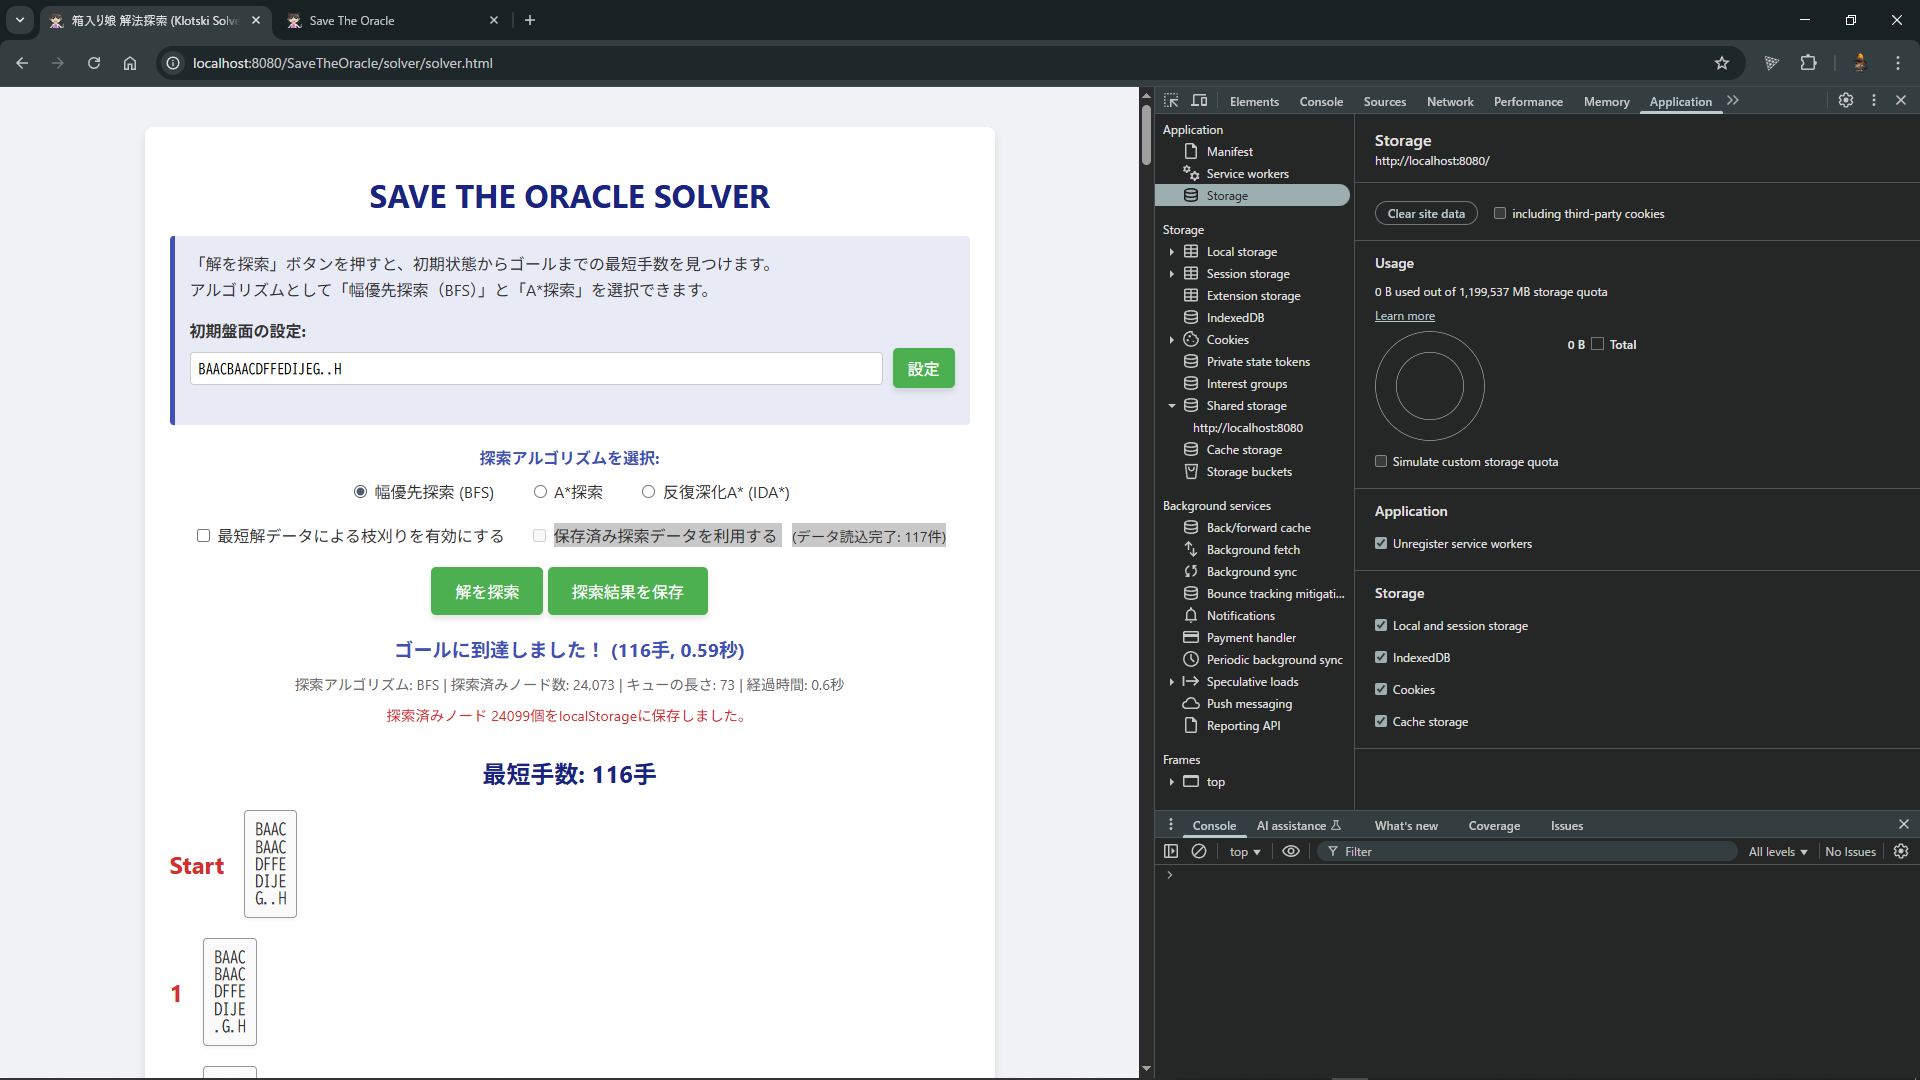 箱入り娘 解法探索 (Klotski Solv
Save The Oracle
localhost:8080/SaveTheOracle/solver/solver.html
SAVE THE ORACLE SOLVER
「解を探索」ボタンを押すと、初期状態からゴールまでの最短手数を見つけます。
アルゴリズムとして「幅優先探索（BFS）」と「A*探索」を選択できます。
初期盤面の設定:
BAACBAACDFFEDIJEG..H
設定
探索アルゴリズムを選択:
幅優先探索 (BFS)
A*探索
反復深化A* (IDA*)
最短解データによる枝刈りを有効にする
保存済み探索データを利用する
(データ読込完了: 117件)
解を探索
探索結果を保存
ゴールに到達しました！ (116手, 0.59秒)
探索アルゴリズム: BFS | 探索済みノード数: 24,073 | キューの長さ: 73 | 経過時間: 0.6秒
探索済みノード 24099個をlocalStorageに保存しました。
最短手数: 116手
Start
BAAC
BAAC
DFFE
DIJE
G..H
1
BAAC
BAAC
DFFE
DIJE
.G.H
Elements
Console
Sources
Network
Performance
Memory
Application
Application
Manifest
Service workers
Storage
Storage
Local storage
Session storage
Extension storage
IndexedDB
Cookies
Private state tokens
Interest groups
Shared storage
http://localhost:8080
Cache storage
Storage buckets
Background services
Back/forward cache
Background fetch
Background sync
Bounce tracking mitigati...
Notifications
Payment handler
Periodic background sync
Speculative loads
Push messaging
Reporting API
Frames
top
Storage
http://localhost:8080/
Clear site data
including third-party cookies
Usage
0 B used out of 1,199,537 MB storage quota
Learn more
0 B
Total
Simulate custom storage quota
Application
Unregister service workers
Storage
Local and session storage
IndexedDB
Cookies
Cache storage
Console
AI assistance
What's new
Coverage
Issues
top
Filter
All levels
No Issues